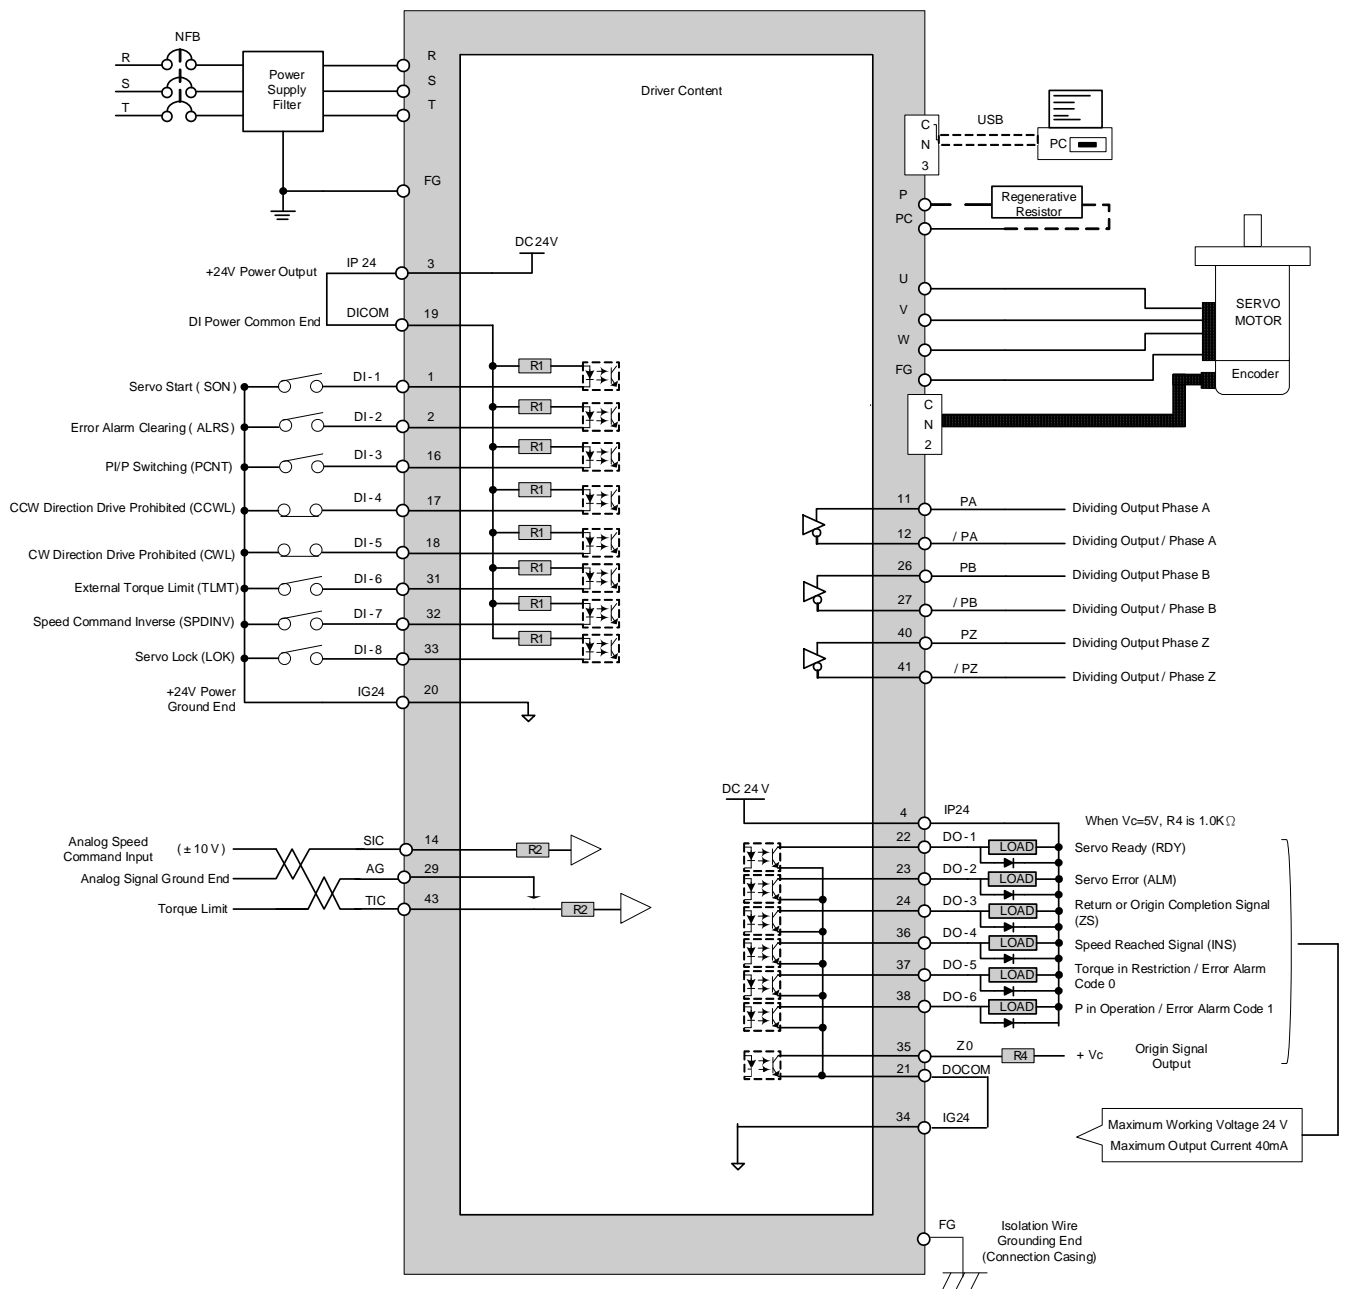 NFB
R
S
T
Power
Supply
Filter
R
S
T
FG
Driver Content
C
N
3
USB
PC
P
PC
Regenerative
Resistor
U
V
W
FG
SERVO
MOTOR
Encoder
C
N
2
DC24V
+24V Power Output
IP 24
3
DI Power Common End
DICOM
19
R1
Servo Start ( SON)
DI-1
1
R1
Error Alarm Clearing ( ALRS)
DI-2
2
R1
PI/P Switching (PCNT)
DI-3
16
R1
CCW Direction Drive Prohibited (CCWL)
DI-4
17
R1
CW Direction Drive Prohibited (CWL)
DI-5
18
R1
External Torque Limit (TLMT)
DI-6
31
R1
Speed Command Inverse (SPDINV)
DI-7
32
R1
Servo Lock (LOK)
DI-8
33
+24V Power
Ground End
IG24
20
11
PA
Dividing Output Phase A
12
/ PA
Dividing Output / Phase A
26
PB
Dividing Output Phase B
27
/ PB
Dividing Output / Phase B
40
PZ
Dividing Output Phase Z
41
/ PZ
Dividing Output / Phase Z
Analog Speed
Command Input
( ± 10 V )
SIC
14
R2
Analog Signal Ground End
AG
29
Torque Limit
TIC
43
R2
DC 24 V
4
IP24
When Vc=5V, R4 is 1.0KΩ
22
DO-1
LOAD
Servo Ready (RDY)
23
DO-2
LOAD
Servo Error (ALM)
24
DO-3
LOAD
Return or Origin Completion Signal
(ZS)
36
DO-4
LOAD
Speed Reached Signal (INS)
37
DO-5
LOAD
Torque in Restriction / Error Alarm
Code 0
38
DO-6
LOAD
P in Operation / Error Alarm Code 1
35
Z0
R4
+ Vc
Origin Signal
Output
21
DOCOM
34
IG24
Maximum Working Voltage 24 V
Maximum Output Current 40mA
FG
Isolation Wire
Grounding End
(Connection Casing)